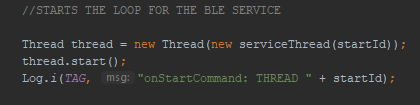 //STARTS THE LOOP FOR THE BLE SERVICE
Thread thread = new Thread(new serviceThread(startId));
thread.start();
Log.i(TAG, msg: "onStartCommand: THREAD " + startId);